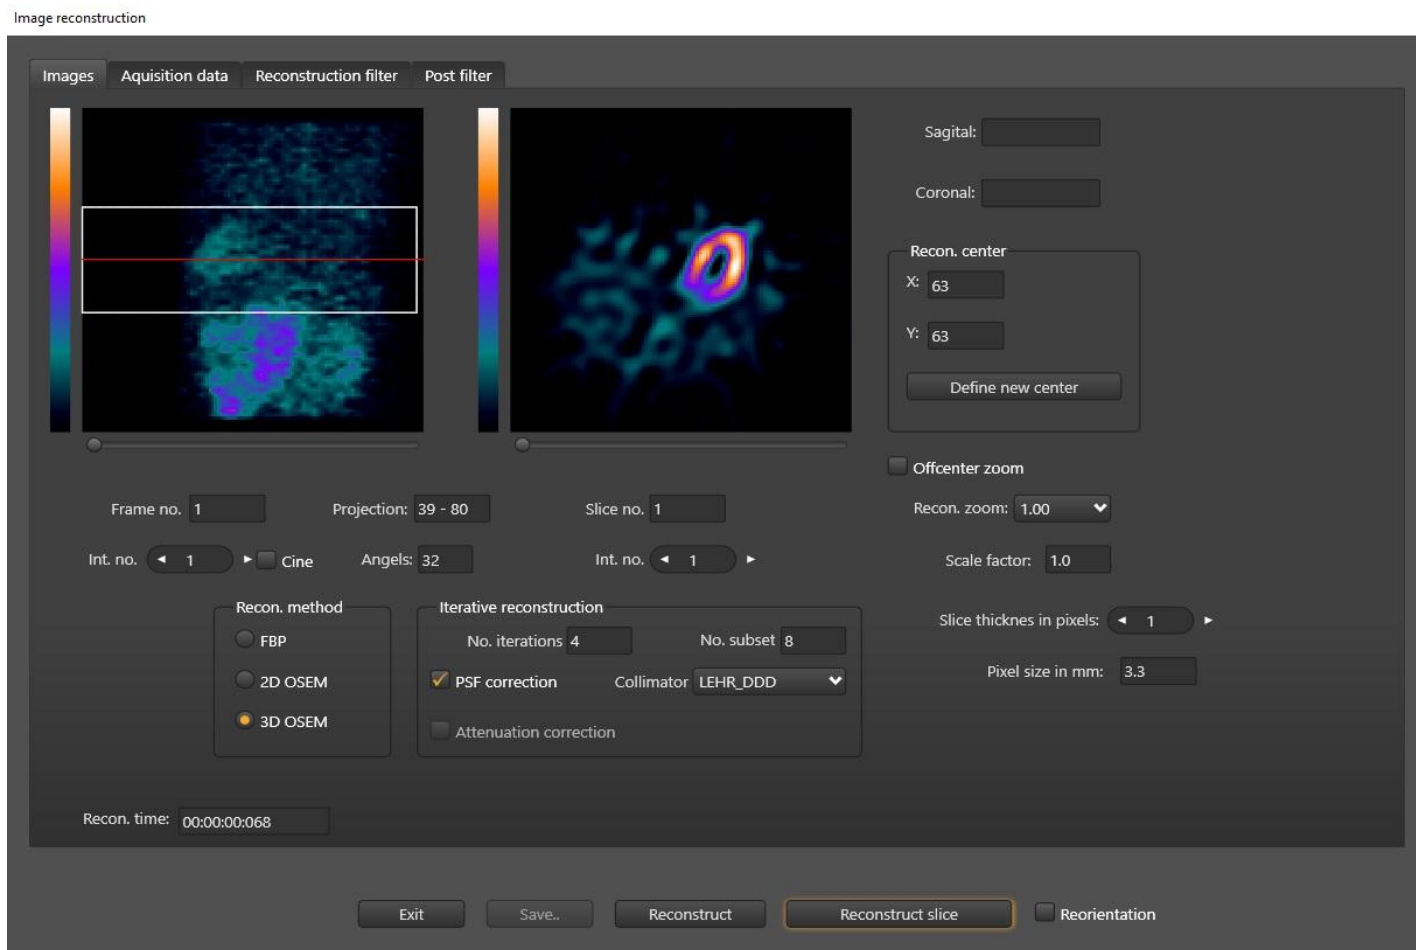 Image reconstruction
Images Aquisition data Reconstruction filter Post filter
Sagital:
Coronal:
Recon. center
X: 63
Y: 63
Define new center
Offcenter zoom
Frame no. 1 Projection: 39 - 80 Slice no. 1 Recon. zoom: 1.00
Int. no. 1 Cine Angels: 32 Int. no. 1 Scale factor: 1.0
Recon. method Iterative reconstruction
Slice thicknes in pixels: 1
FBP No. iterations 4 No. subset 8
2D OSEM PSF correction Collimator LEHR_DDD Pixel size in mm: 3.3
3D OSEM Attenuation correction
Recon. time: 00:00:00:068
Exit Save.. Reconstruct Reconstruct slice Reorientation